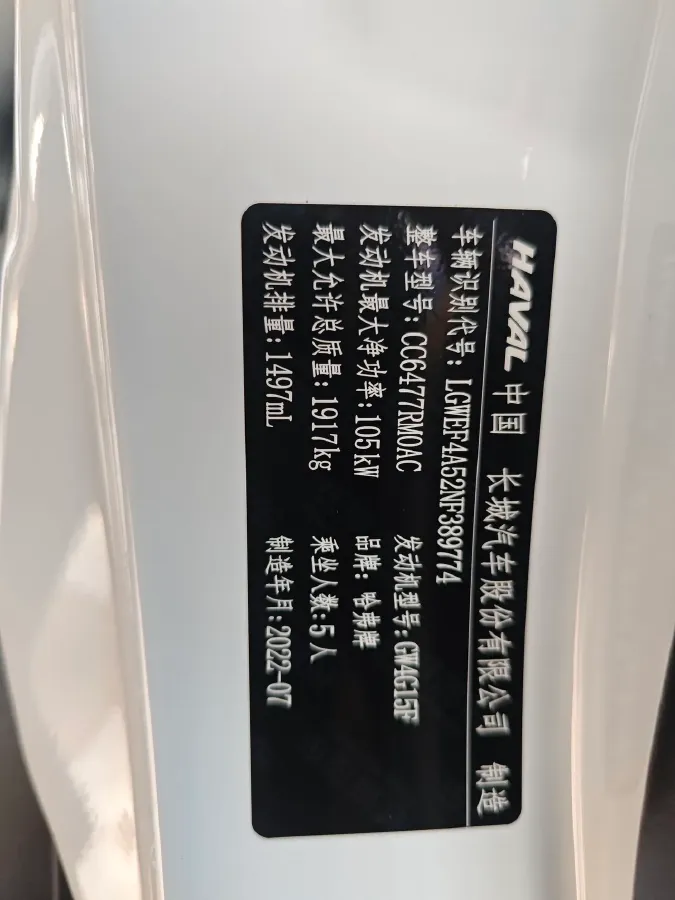 HAVAL 中国 长城汽车股份有限公司 制造
车辆识别代号: LGWEF4A52NF389774
整车型号: CC6477RM0AC 发动机型号: GW4G15F
发动机最大净功率: 105kW 品牌: 哈弗牌
最大允许总质量: 1917kg 乘坐人数: 5人
发动机排量: 1497mL 制造年月: 2022-07